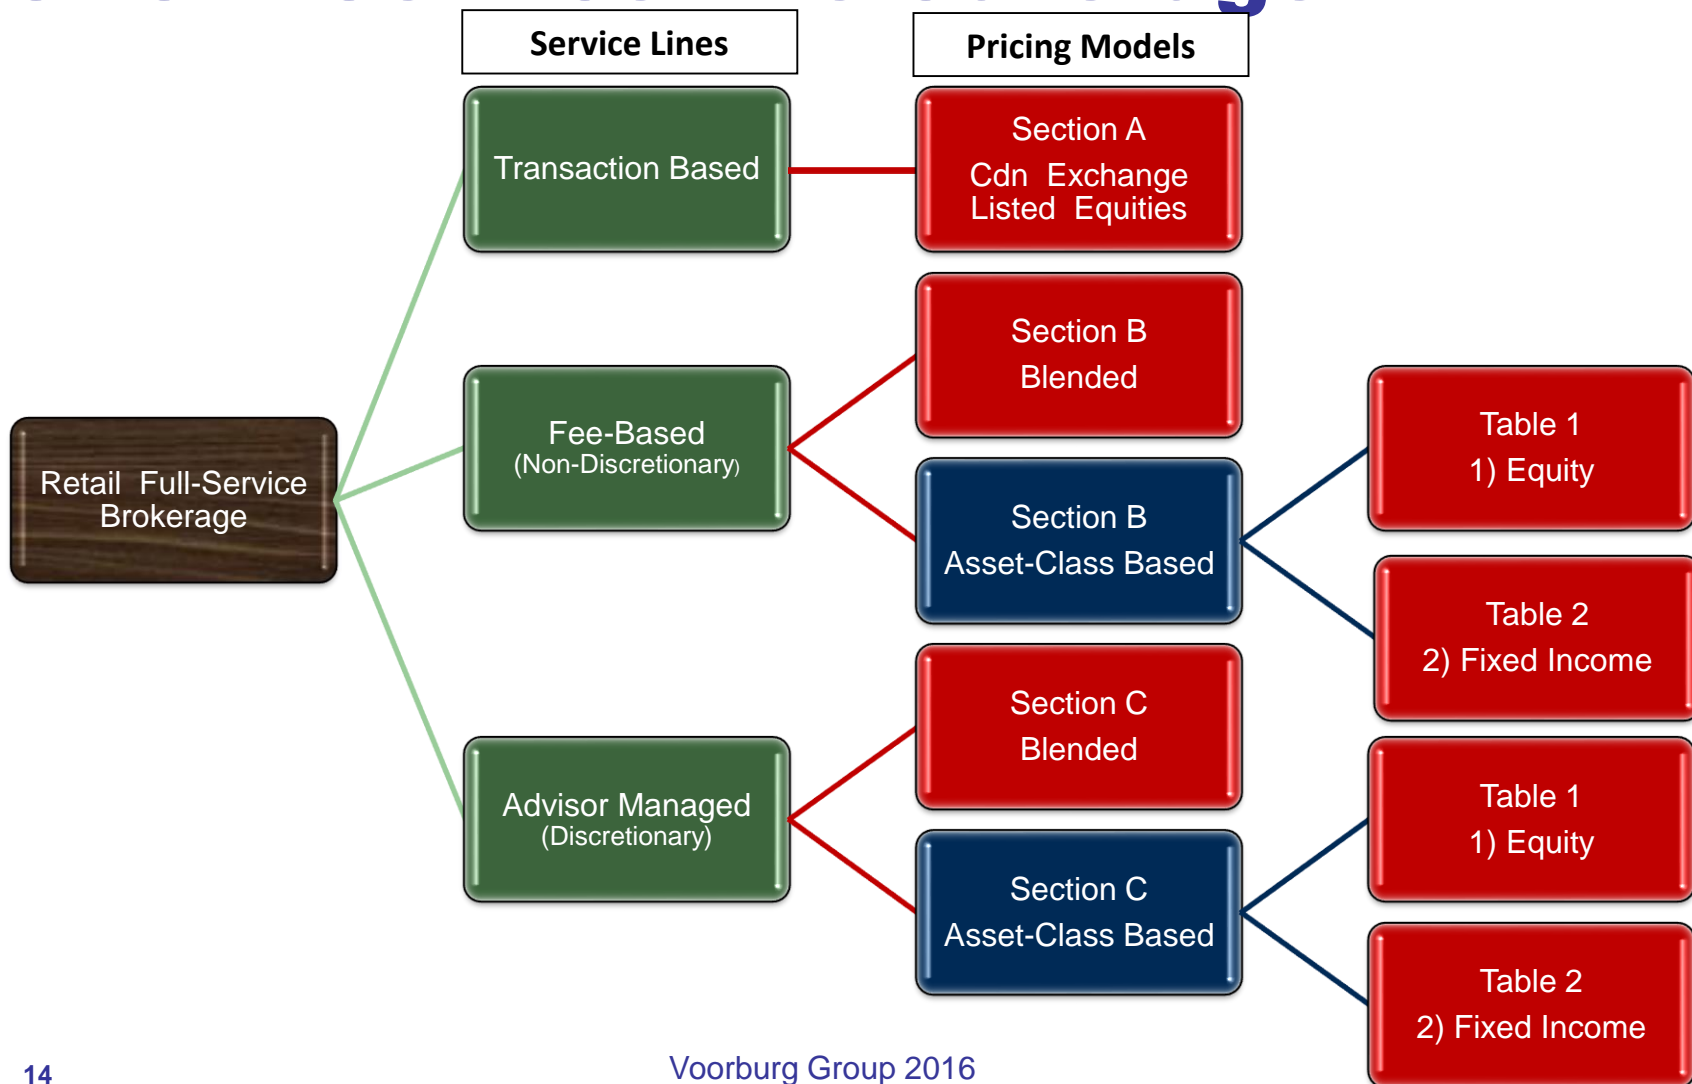 Service Lines
Pricing Models
Transaction Based
Section A
Cdn Exchange
Listed Equities
Section B
Blended
Fee-Based
(Non-Discretionary)
Table 1
1) Equity
Retail Full-Service
Brokerage
Section B
Asset-Class Based
Table 2
2) Fixed Income
Section C
Blended
Advisor Managed
(Discretionary)
Table 1
1) Equity
Section C
Asset-Class Based
Table 2
2) Fixed Income
14
Voorburg Group 2016